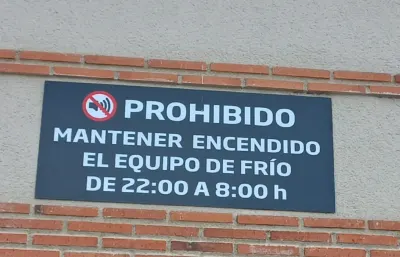 PROHIBIDO
MANTENER ENCENDIDO
EL EQUIPO DE FRÍO
DE 22:00 A 8:00 h